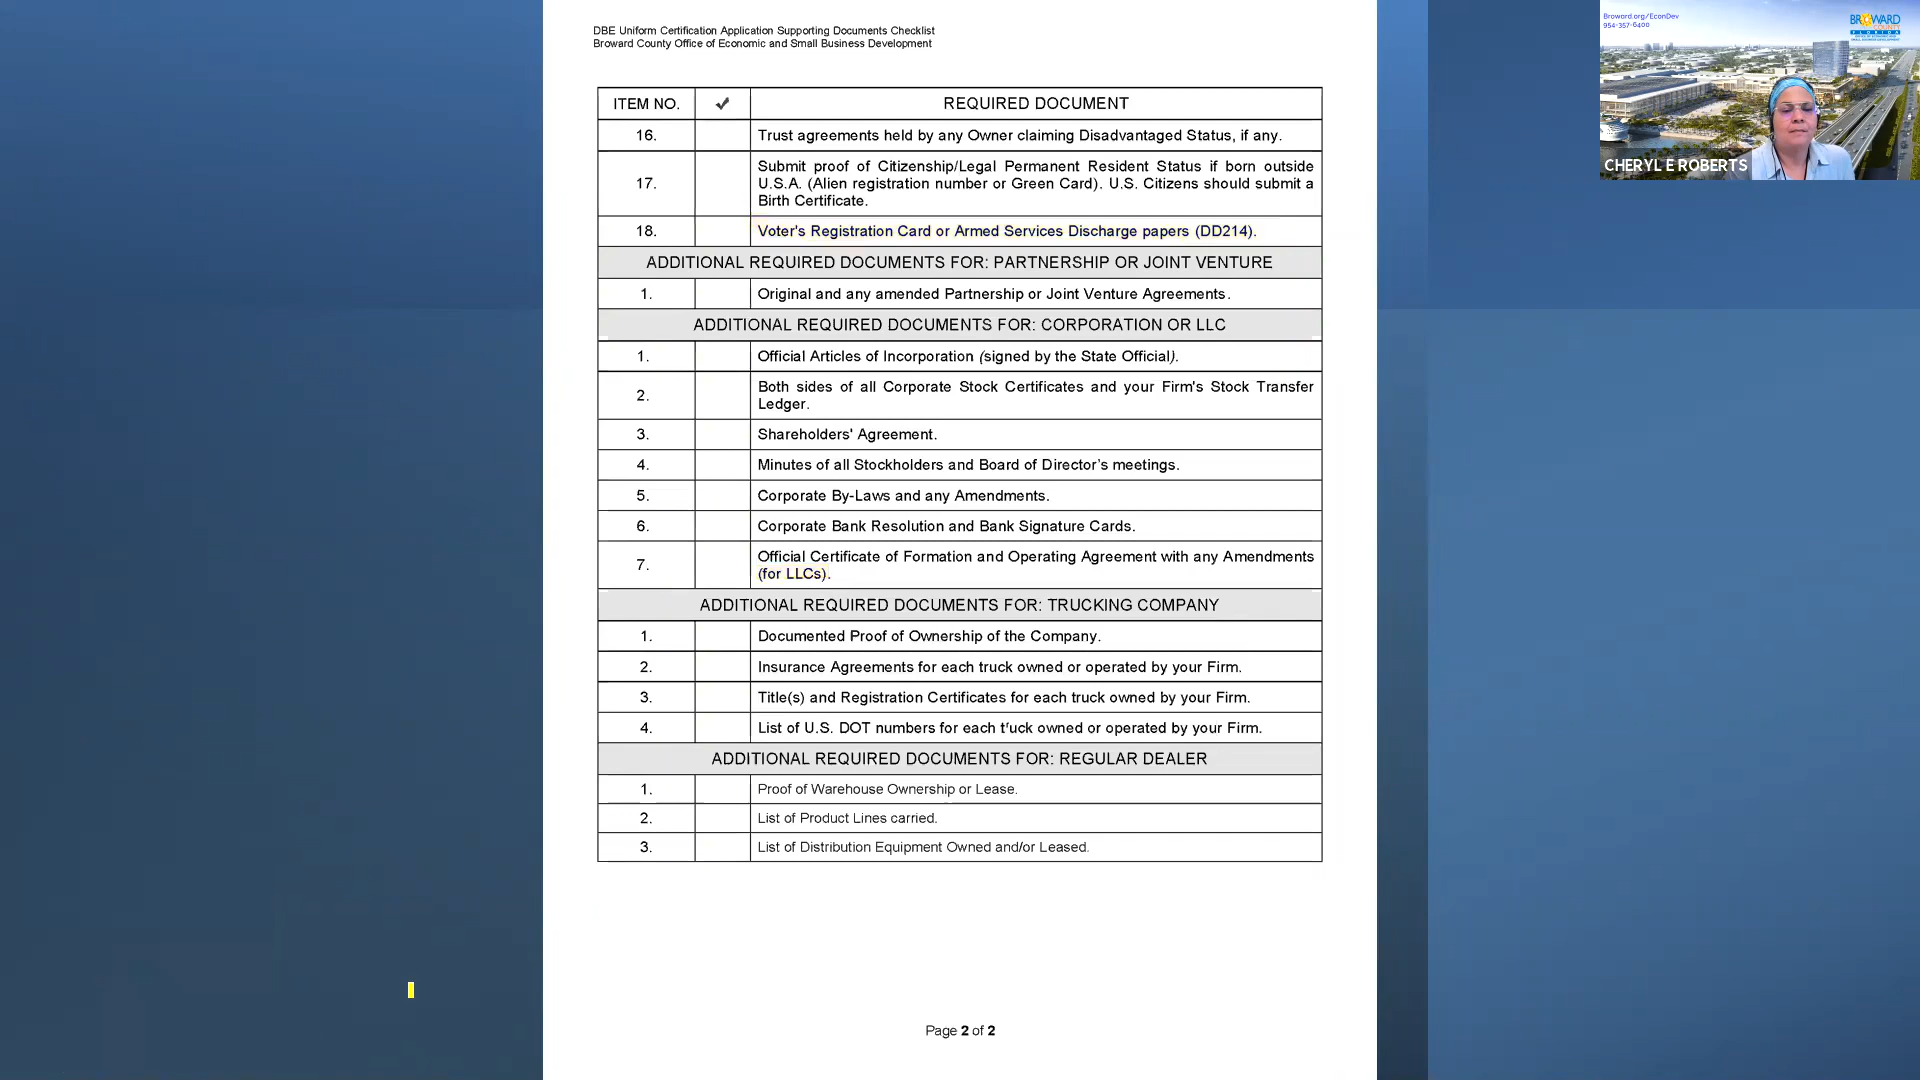 DBE Uniform Certification Application Supporting Documents Checklist
Broward County Office of Economic and Small Business Development
ITEM NO. ✓ REQUIRED DOCUMENT
16. Trust agreements held by any Owner claiming Disadvantaged Status, if any.
17. Submit proof of Citizenship/Legal Permanent Resident Status if born outside
U.S.A. (Alien registration number or Green Card). U.S. Citizens should submit a
Birth Certificate.
18. Voter's Registration Card or Armed Services Discharge papers (DD214).
ADDITIONAL REQUIRED DOCUMENTS FOR: PARTNERSHIP OR JOINT VENTURE
1. Original and any amended Partnership or Joint Venture Agreements.
ADDITIONAL REQUIRED DOCUMENTS FOR: CORPORATION OR LLC
1. Official Articles of Incorporation (signed by the State Official).
2. Both sides of all Corporate Stock Certificates and your Firm's Stock Transfer
Ledger.
3. Shareholders' Agreement.
4. Minutes of all Stockholders and Board of Director's meetings.
5. Corporate By-Laws and any Amendments.
6. Corporate Bank Resolution and Bank Signature Cards.
7. Official Certificate of Formation and Operating Agreement with any Amendments
(for LLCs).
ADDITIONAL REQUIRED DOCUMENTS FOR: TRUCKING COMPANY
1. Documented Proof of Ownership of the Company.
2. Insurance Agreements for each truck owned or operated by your Firm.
3. Title(s) and Registration Certificates for each truck owned by your Firm.
4. List of U.S. DOT numbers for each truck owned or operated by your Firm.
ADDITIONAL REQUIRED DOCUMENTS FOR: REGULAR DEALER
1. Proof of Warehouse Ownership or Lease.
2. List of Product Lines carried.
3. List of Distribution Equipment Owned and/or Leased.
Page 2 of 2
Broward.org/EconDev
954-357-6400
BROWARD
COUNTY
FLORIDA
CHERYL E ROBERTS